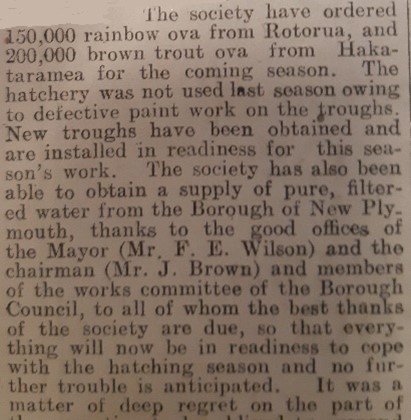 The society have ordered
150,000 rainbow ova from Rotorua, and
200,000 brown trout ova from Haka-
taramea for the coming season. The
hatchery was not used last season owing
to defective paint work on the troughs.
New troughs have been obtained and
are installed in readiness for this sea-
son's work. The society has also been
able to obtain a supply of pure, filter-
ed water from the Borough of New Ply-
mouth, thanks to the good offices of
the Mayor (Mr. F. E. Wilson) and the
chairman (Mr. J. Brown) and members
of the works committee of the Borough
Council, to all of whom the best thanks
of the society are due, so that every-
thing will now be in readiness to cope
with the hatching season and no fur-
ther trouble is anticipated. It was a
matter of deep regret on the part of